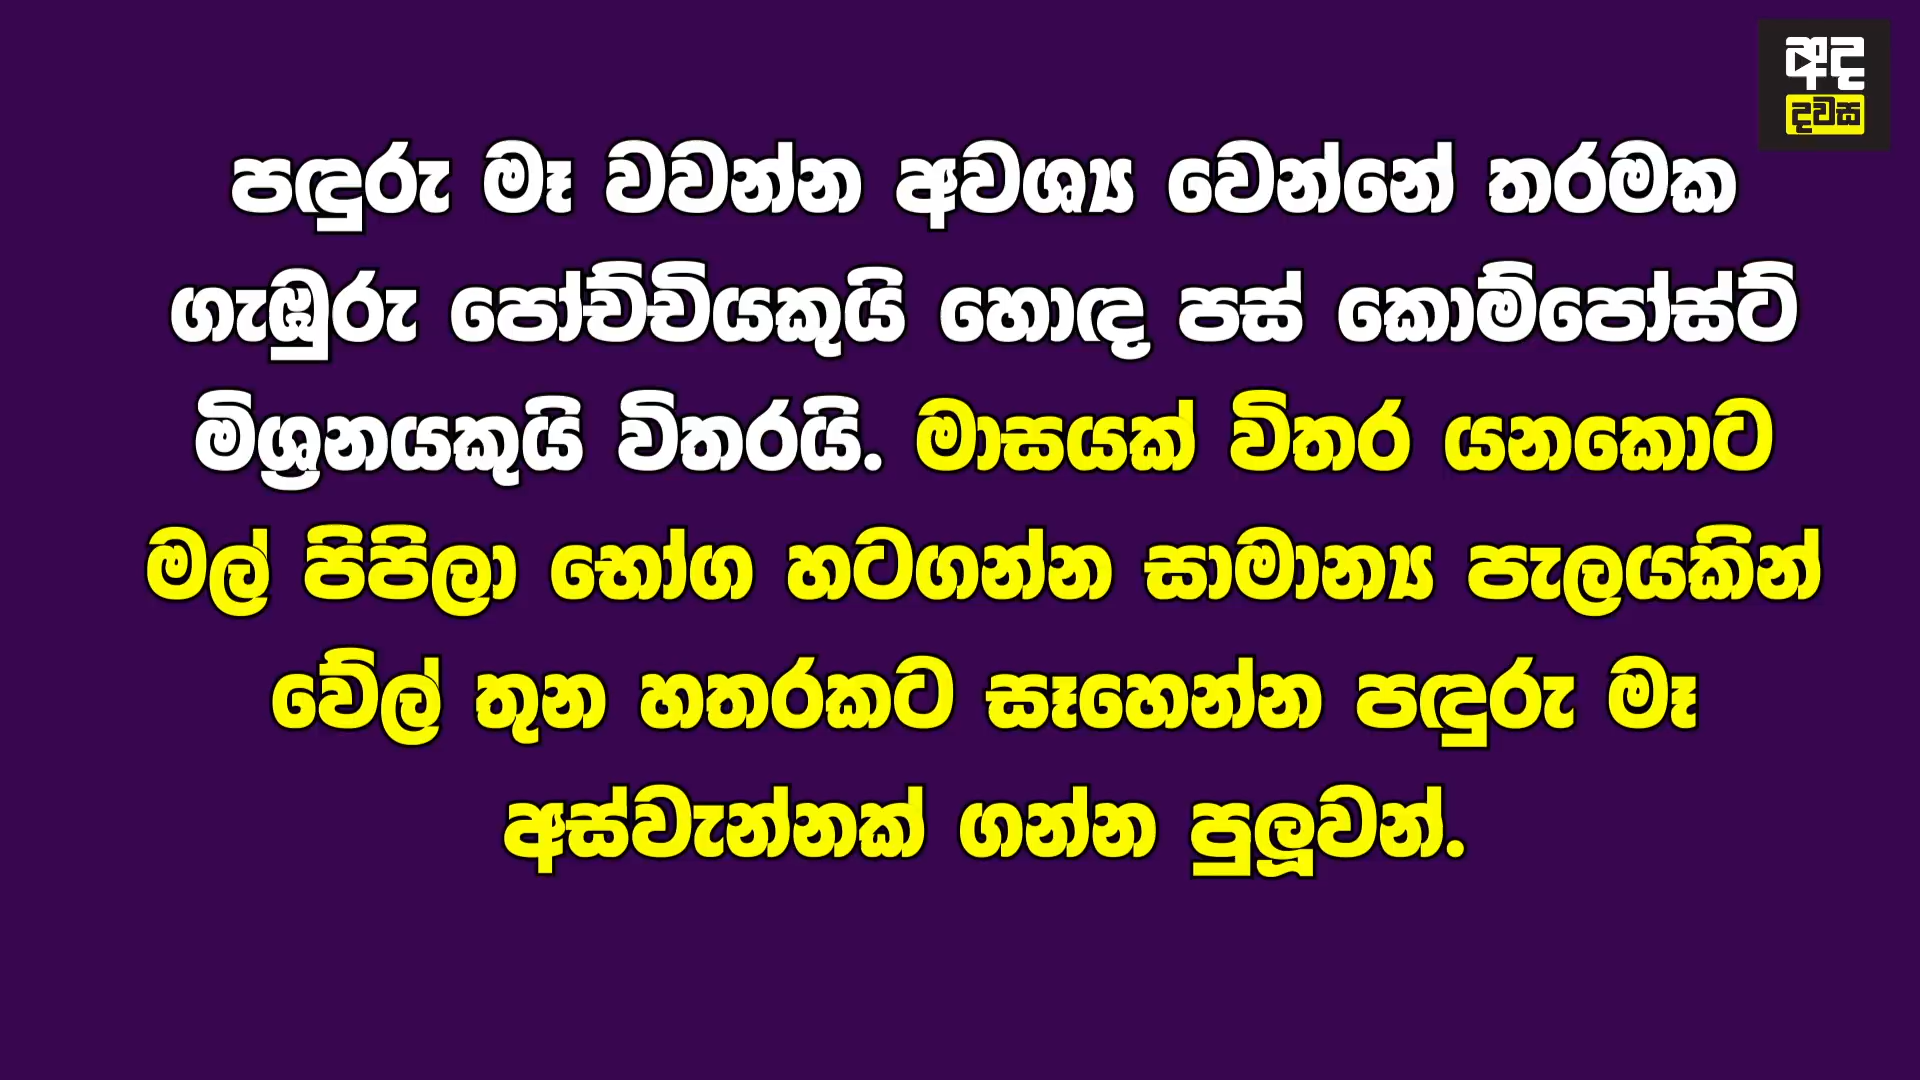 අද
දවස
පඳුරු මෑ වවන්න අවශ්‍ය වෙන්නේ තරමක
ගැඹුරු පෝච්චියකුයි හොඳ පස් කොම්පෝස්ට්
මිශ්‍රනයකුයි විතරයි. මාසයක් විතර යනකොට
මල් පිපිලා භෝග හටගන්න සාමාන්‍ය පැලයකින්
වේල් තුන හතරකට සෑහෙන්න පඳුරු මෑ
අස්වැන්නක් ගන්න පුලූවන්.